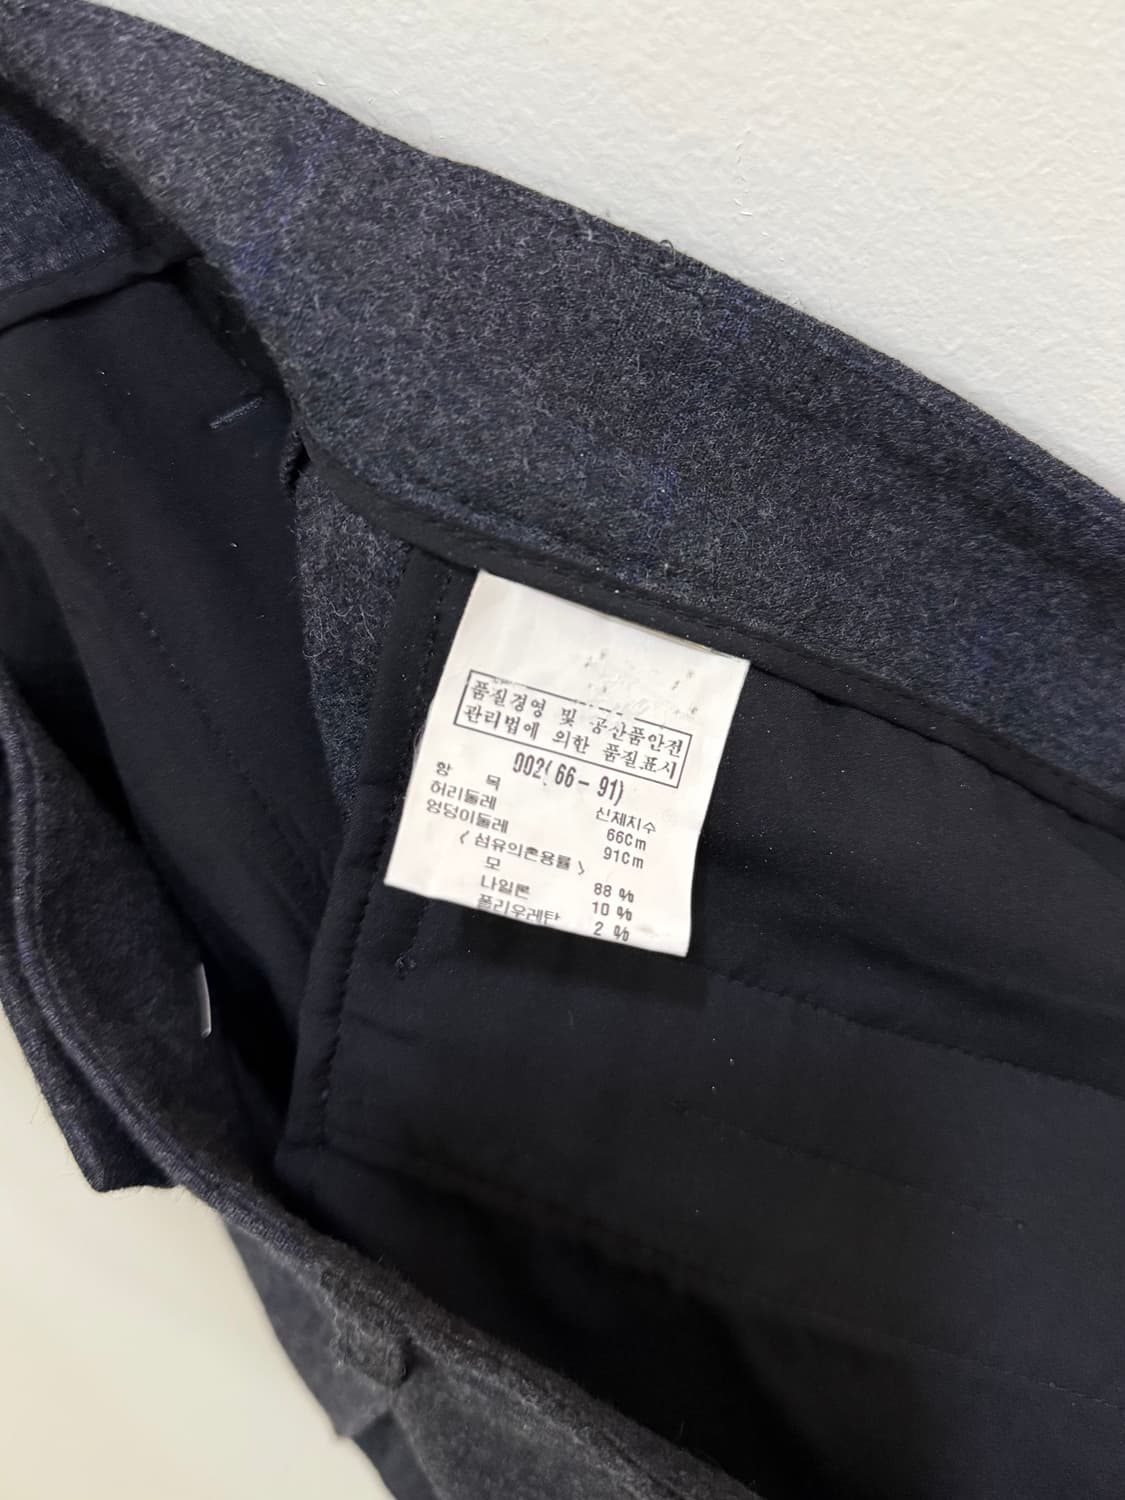 품질경영 및 공산품안전
관리법에 의한 품질표시
002(66-91)
항 목 신체치수
허리둘레 66Cm
엉덩이둘레 91Cm
< 섬유의혼용률 >
모 88 %
나일론 10 %
폴리우레탄 2 %